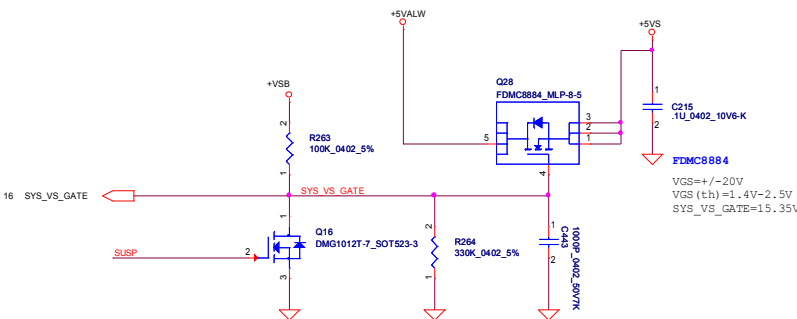 +5VALW
+5VS
Q28
FDMC8884_MLP-8-5
+VSB
1
C215
.1U_0402_10V6-K
2
5
3
2
1
4
2
R263
100K_0402_5%
1
FDMC8884
VGS=+/-20V
VGS(th)=1.4V-2.5V
SYS_VS_GATE=15.35V
16 SYS_VS_GATE
SYS_VS_GATE
1
Q16
DMG1012T-7_SOT523-3
SUSP
2
3
2
R264
330K_0402_5%
1
1
C443
1000P_0402_50V7K
2